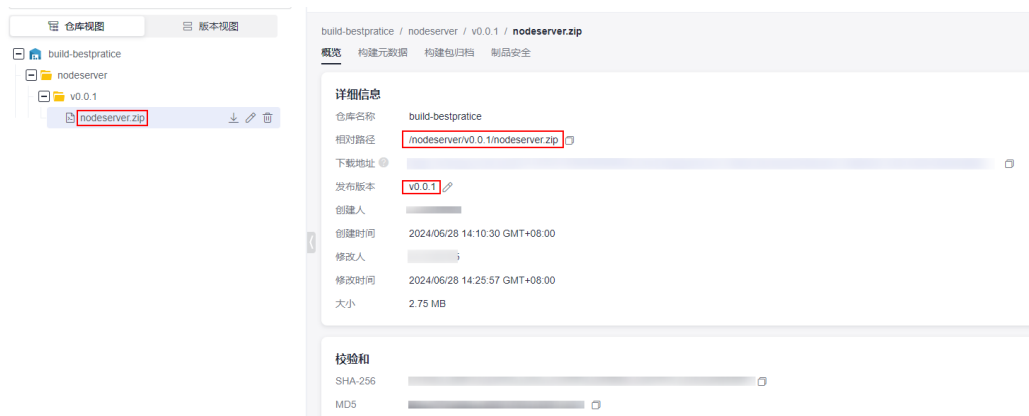 仓库视图
版本视图
build-bestpratice
nodeserver
v0.0.1
nodeserver.zip
build-bestpratice / nodeserver / v0.0.1 / nodeserver.zip
概览 构建元数据 构建包归档 制品安全
详细信息
仓库名称 build-bestpratice
相对路径 /nodeserver/v0.0.1/nodeserver.zip
下载地址
发布版本 v0.0.1
创建人
创建时间 2024/06/28 14:10:30 GMT+08:00
修改人
修改时间 2024/06/28 14:25:57 GMT+08:00
大小 2.75 MB
校验和
SHA-256
MD5